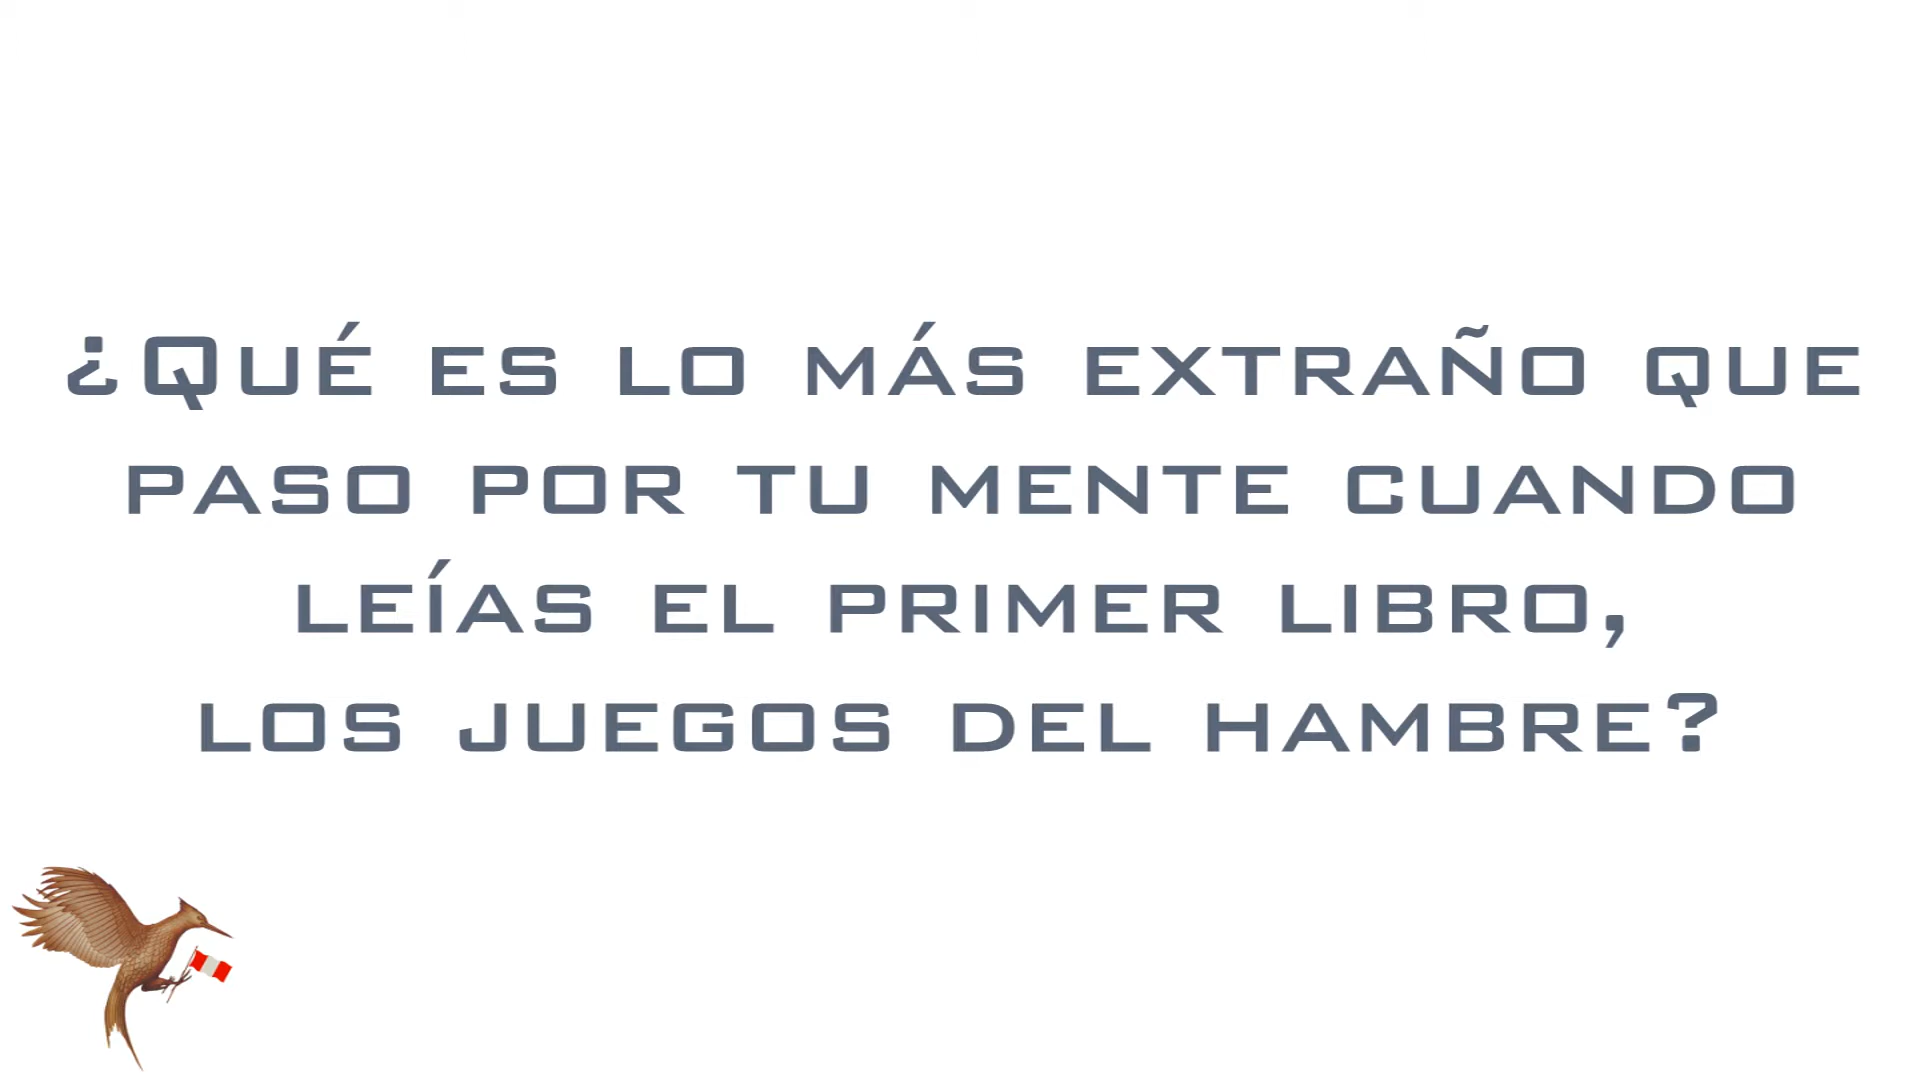 ¿Qué es lo más extraño que
paso por tu mente cuando
leías el primer libro,
los juegos del hambre?